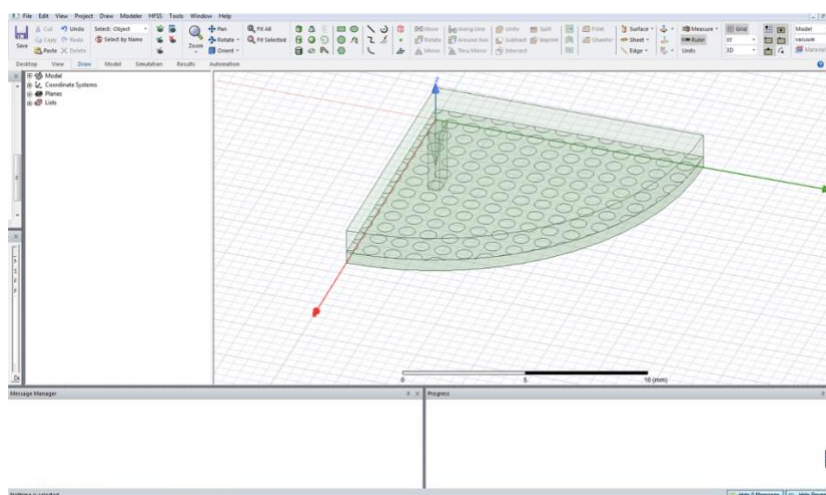 File Edit View Project Draw Modeler HFSS Tools Window Help
Save
Cut Undo Select: Object
Copy Redo Select by Name
Paste Delete
Zoom
Pan Fit All
Rotate Fit Selected
Orient
Move Along Line Unite Split Fillet
Rotate Around Axis Subtract Imprint Chamfer
Mirror Thru Mirror Intersect
Surface
Sheet
Edge
Measure Grid
Ruler
Units 3D
Model
vacuum
Material
Desktop View Draw Model Simulation Results Automation
Model
Coordinate Systems
Planes
Lists
0 5 10 (mm)
Message Manager
Progress
Nothing is selected